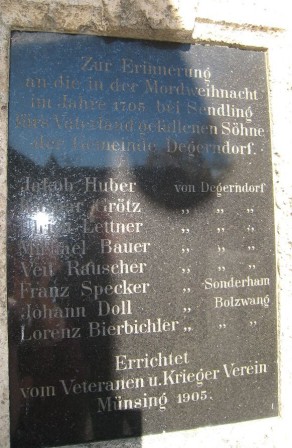 Zur Erinnerung
an die in der Mordweihnacht
im Jahre 1705 bei Sendling
fürs Vaterland gefallenen Söhne
der Gemeinde Degerndorf.
Jakob Huber von Degerndorf
Grötz „ „ „
Lettner „ „ „
Michael Bauer „ „ „
Veit Rauscher „ „ „
Franz Specker „ Sonderham
Johann Doll „ Bolzwang
Lorenz Bierbichler „ „ „
Errichtet
vom Veteranen u. Krieger Verein
Münsing 1905.